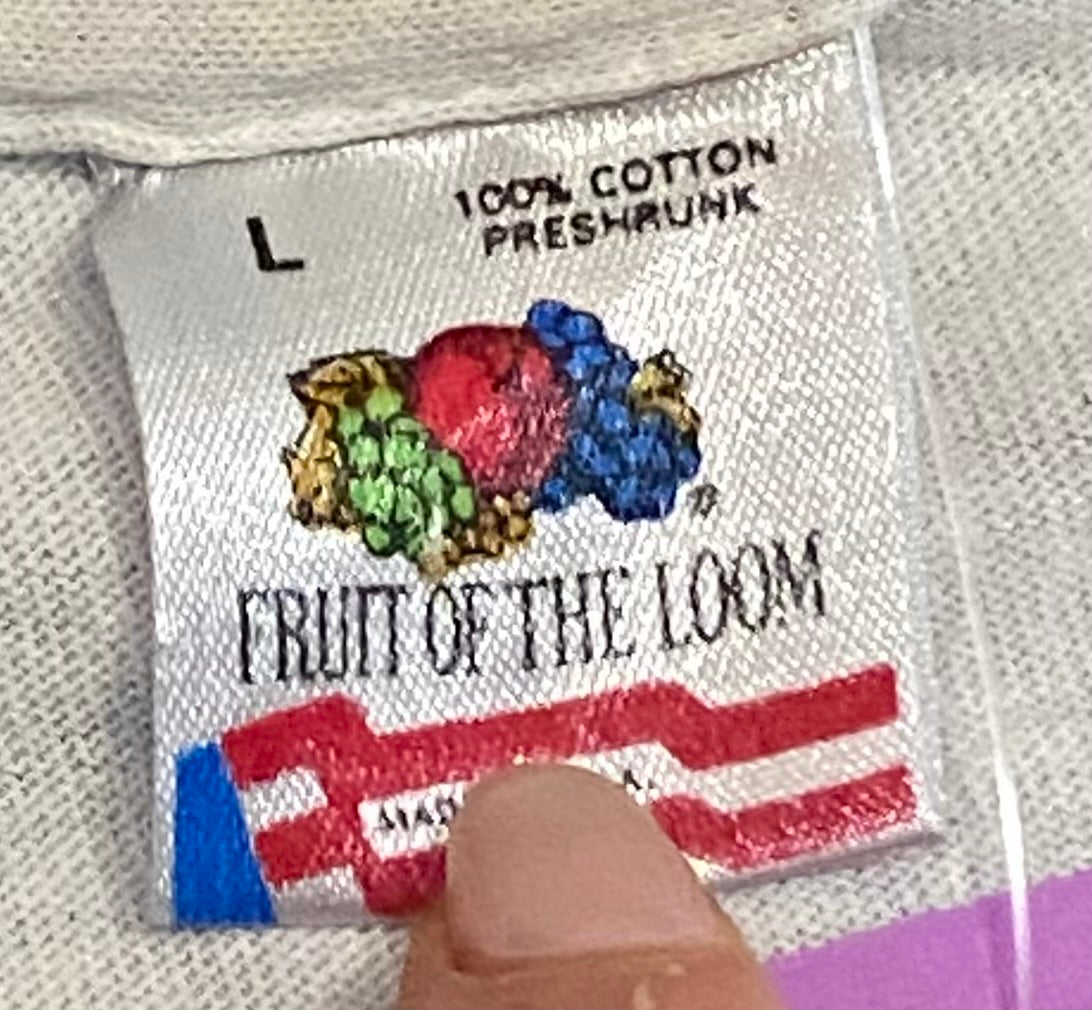 L
100% COTTON
PRESHRUNK
®
FRUIT OF THE LOOM